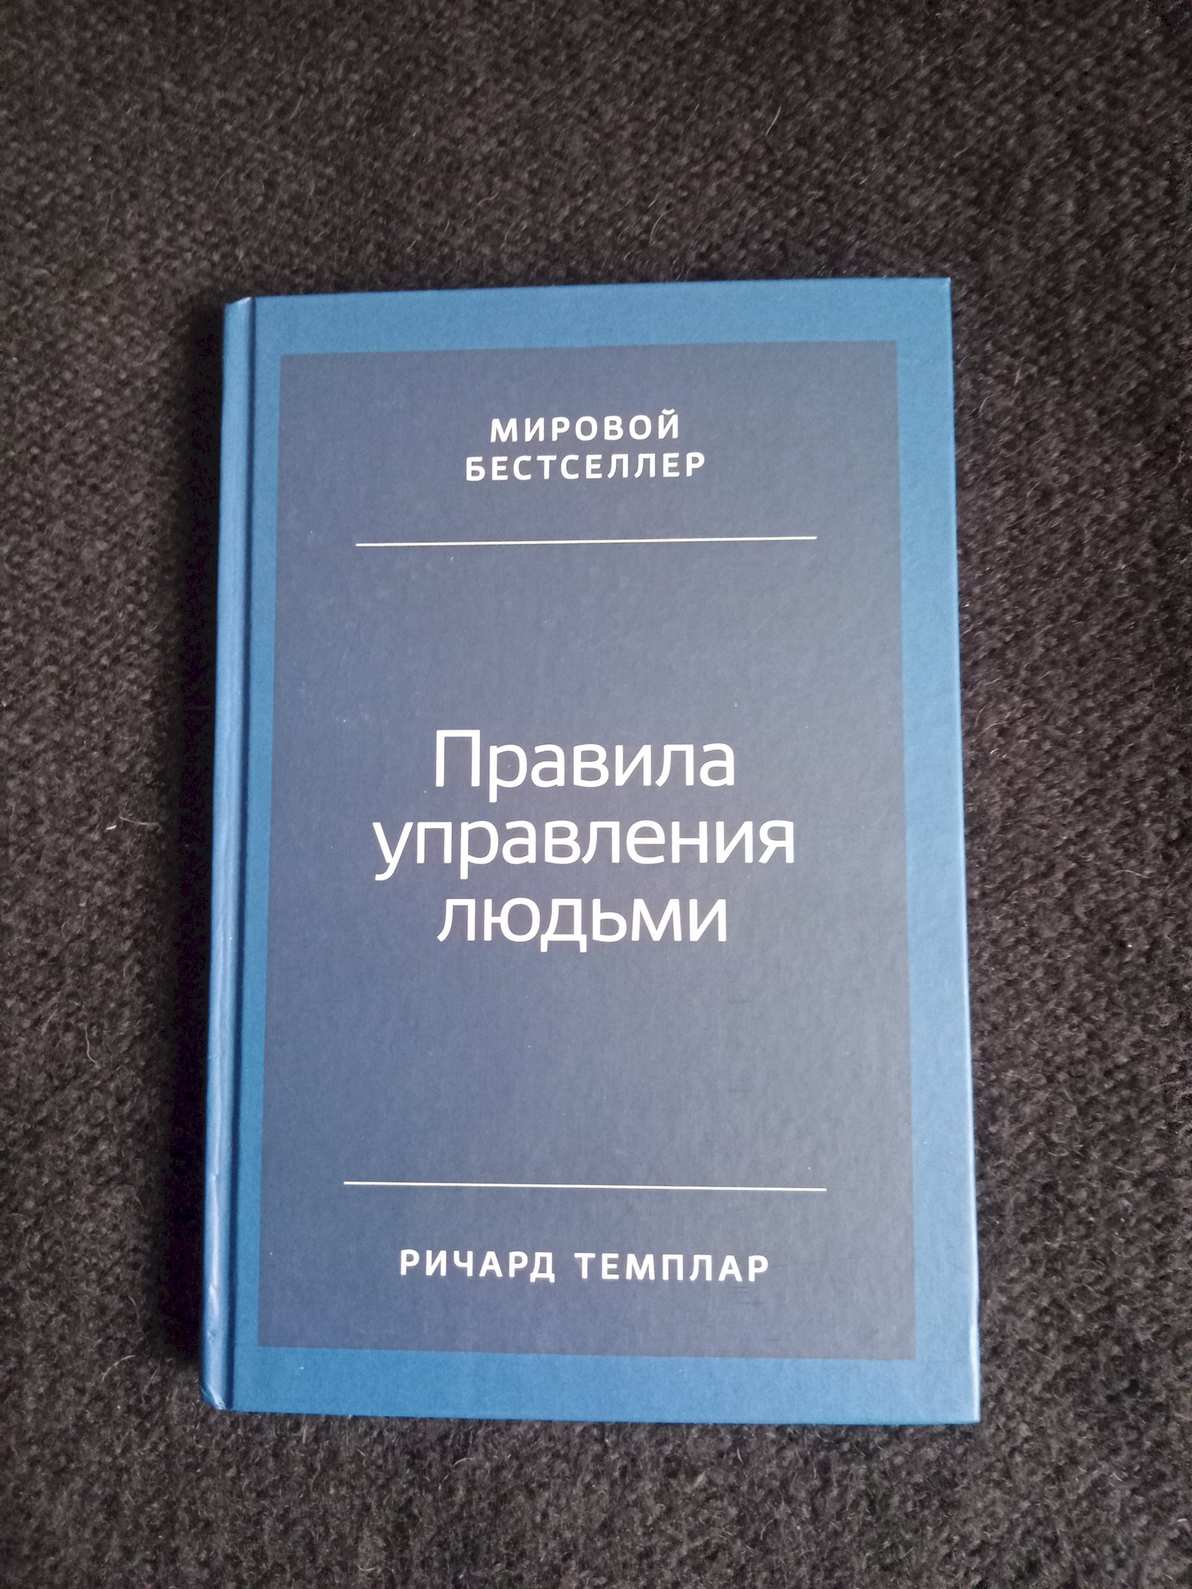 МИРОВОЙ
БЕСТСЕЛЛЕР
Правила
управления
людьми
РИЧАРД ТЕМПЛАР